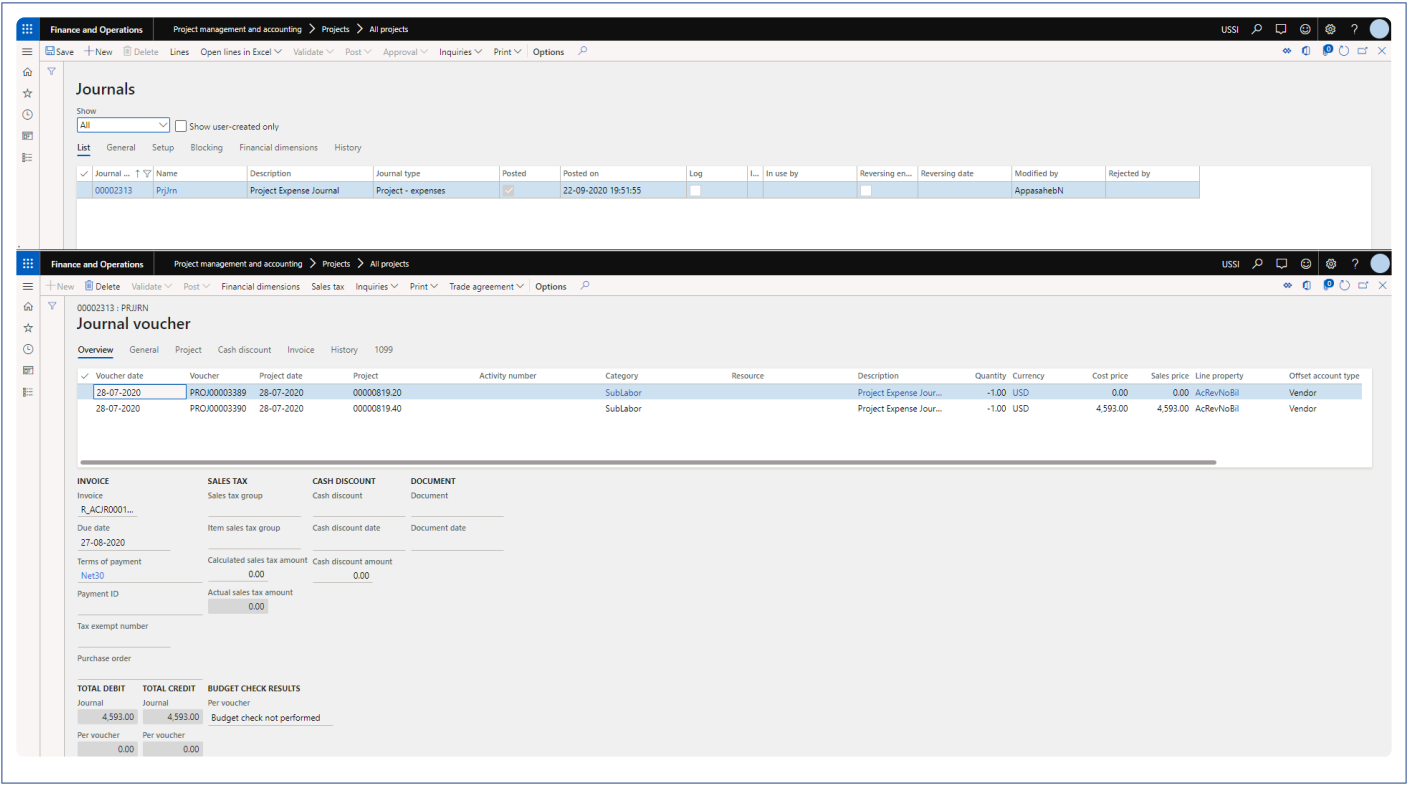 Finance and Operations Project management and accounting Projects All projects USSI ?
Save New Delete Lines Open lines in Excel Validate Post Approval Inquiries Print Options 0
Journals
Show
All Show user-created only
List General Setup Blocking Financial dimensions History
Journal ... Name Description Journal type Posted Posted on Log I... In use by Reversing en... Reversing date Modified by Rejected by
00002313 PrjJrn Project Expense Journal Project - expenses 22-09-2020 19:51:55 AppasahebN
Finance and Operations Project management and accounting Projects All projects USSI ?
New Delete Validate Post Financial dimensions Sales tax Inquiries Print Trade agreement Options 0
00002313 : PRJJRN
Journal voucher
Overview General Project Cash discount Invoice History 1099
Voucher date Voucher Project date Project Activity number Category Resource Description Quantity Currency Cost price Sales price Line property Offset account type
28-07-2020 PROJ00003389 28-07-2020 00000819.20 SubLabor Project Expense Jour... -1.00 USD 0.00 0.00 AcRevNoBil Vendor
28-07-2020 PROJ00003390 28-07-2020 00000819.40 SubLabor Project Expense Jour... -1.00 USD 4,593.00 4,593.00 AcRevNoBil Vendor
INVOICE SALES TAX CASH DISCOUNT DOCUMENT
Invoice Sales tax group Cash discount Document
R_ACJR0001...
Due date Item sales tax group Cash discount date Document date
27-08-2020
Terms of payment Calculated sales tax amount Cash discount amount
Net30 0.00 0.00
Payment ID Actual sales tax amount
0.00
Tax exempt number
Purchase order
TOTAL DEBIT TOTAL CREDIT BUDGET CHECK RESULTS
Journal Journal Per voucher
4,593.00 4,593.00 Budget check not performed
Per voucher Per voucher
0.00 0.00